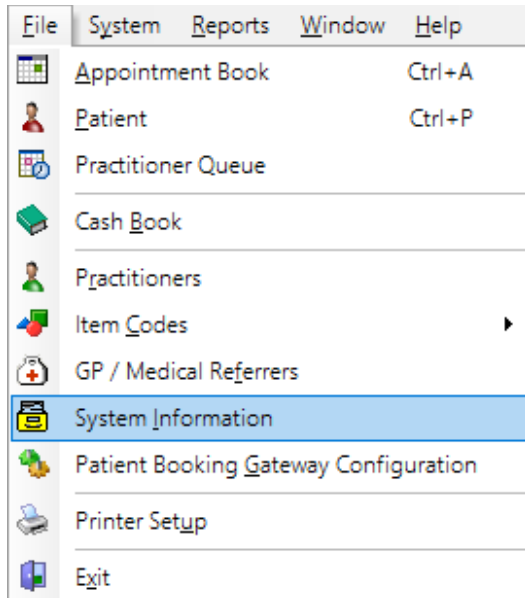 File System Reports Window Help
Appointment Book Ctrl+A
Patient Ctrl+P
Practitioner Queue
Cash Book
Practitioners
Item Codes
GP / Medical Referrers
System Information
Patient Booking Gateway Configuration
Printer Setup
Exit